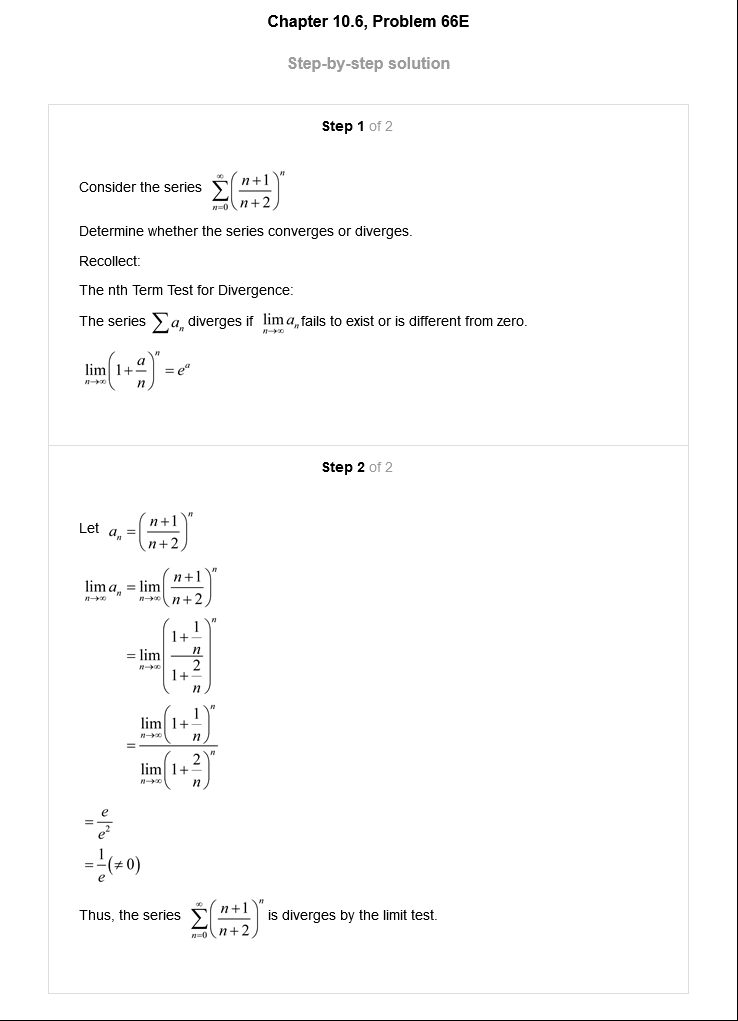 Chapter 10.6, Problem 66E
Step-by-step solution
Step 1 of 2
Consider the series $\sum_{n=0}^{\infty}\left(\frac{n+1}{n+2}\right)^n$
Determine whether the series converges or diverges.
Recollect:
The nth Term Test for Divergence:
The series $\sum a_n$ diverges if $\lim_{n\to\infty} a_n$ fails to exist or is different from zero.
$\lim_{n\to\infty}\left(1+\frac{a}{n}\right)^n = e^a$
Step 2 of 2
Let $a_n = \left(\frac{n+1}{n+2}\right)^n$
$\lim_{n\to\infty} a_n = \lim_{n\to\infty}\left(\frac{n+1}{n+2}\right)^n$
$= \lim_{n\to\infty}\left(\frac{1+\frac{1}{n}}{1+\frac{2}{n}}\right)^n$
$= \frac{\lim_{n\to\infty}\left(1+\frac{1}{n}\right)^n}{\lim_{n\to\infty}\left(1+\frac{2}{n}\right)^n}$
$= \frac{e}{e^2}$
$= \frac{1}{e}(\neq 0)$
Thus, the series $\sum_{n=0}^{\infty}\left(\frac{n+1}{n+2}\right)^n$ is diverges by the limit test.